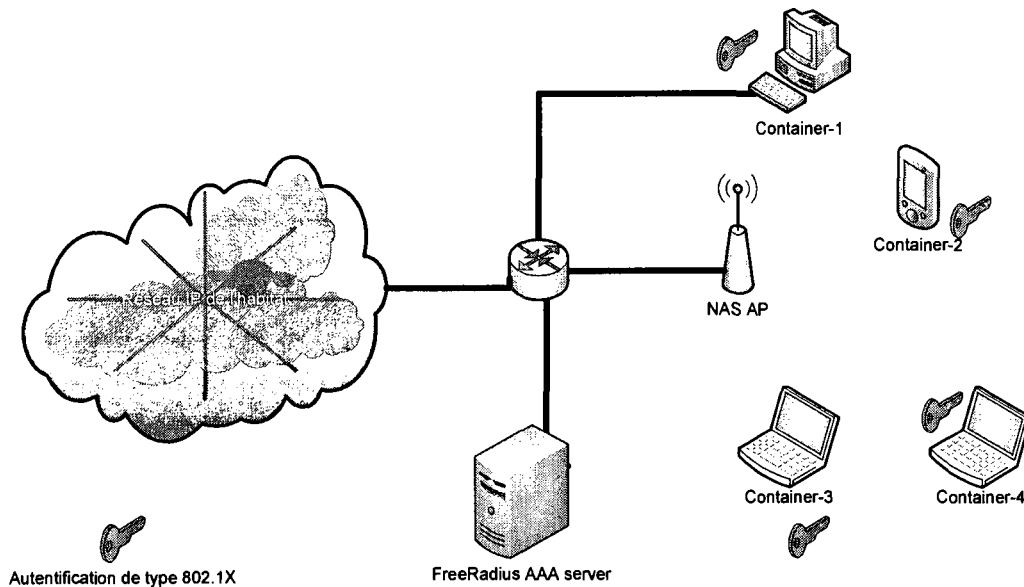 Container-1
Container-2
Réseau IP de l'habitat
NAS AP
Container-3
Container-4
Autentification de type 802.1X
FreeRadius AAA server